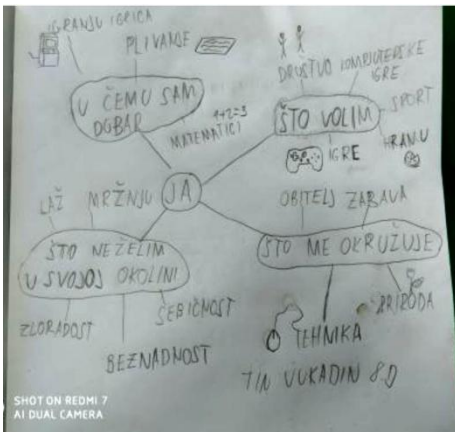 IGRANJU IGRICA
PLIVANJE
U ČEMU SAM
DOBAR
1+2=3
MATEMATICI
DRUŠTVO KOMPJUTERSKE
IGRE
ŠTO VOLIM
SPORT
HRANU
IGRE
JA
LAŽ
MRŽNJU
ŠTO NEŽELIM
U SVOJOJ OKOLINI
ZLORADOST
BEZNADNOST
SEBIČNOST
OBITELJ ZABAVA
ŠTO ME OKRUŽUJE
TEHNIKA
PRIRODA
TIN VUKADIN 8.D
SHOT ON REDMI 7
AI DUAL CAMERA